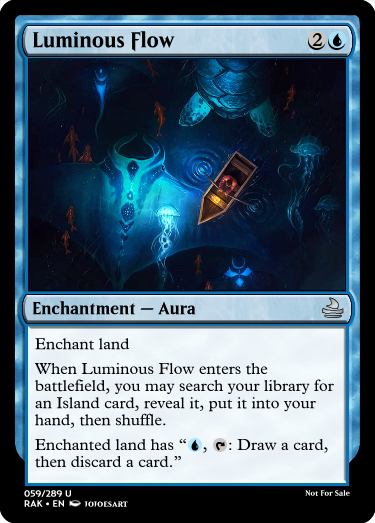 Luminous Flow 2
Enchantment — Aura
Enchant land
When Luminous Flow enters the
battlefield, you may search your library for
an Island card, reveal it, put it into your
hand, then shuffle.
Enchanted land has “ , : Draw a card,
then discard a card.”
059/289 U Not For Sale
RAK • EN JOJOESART